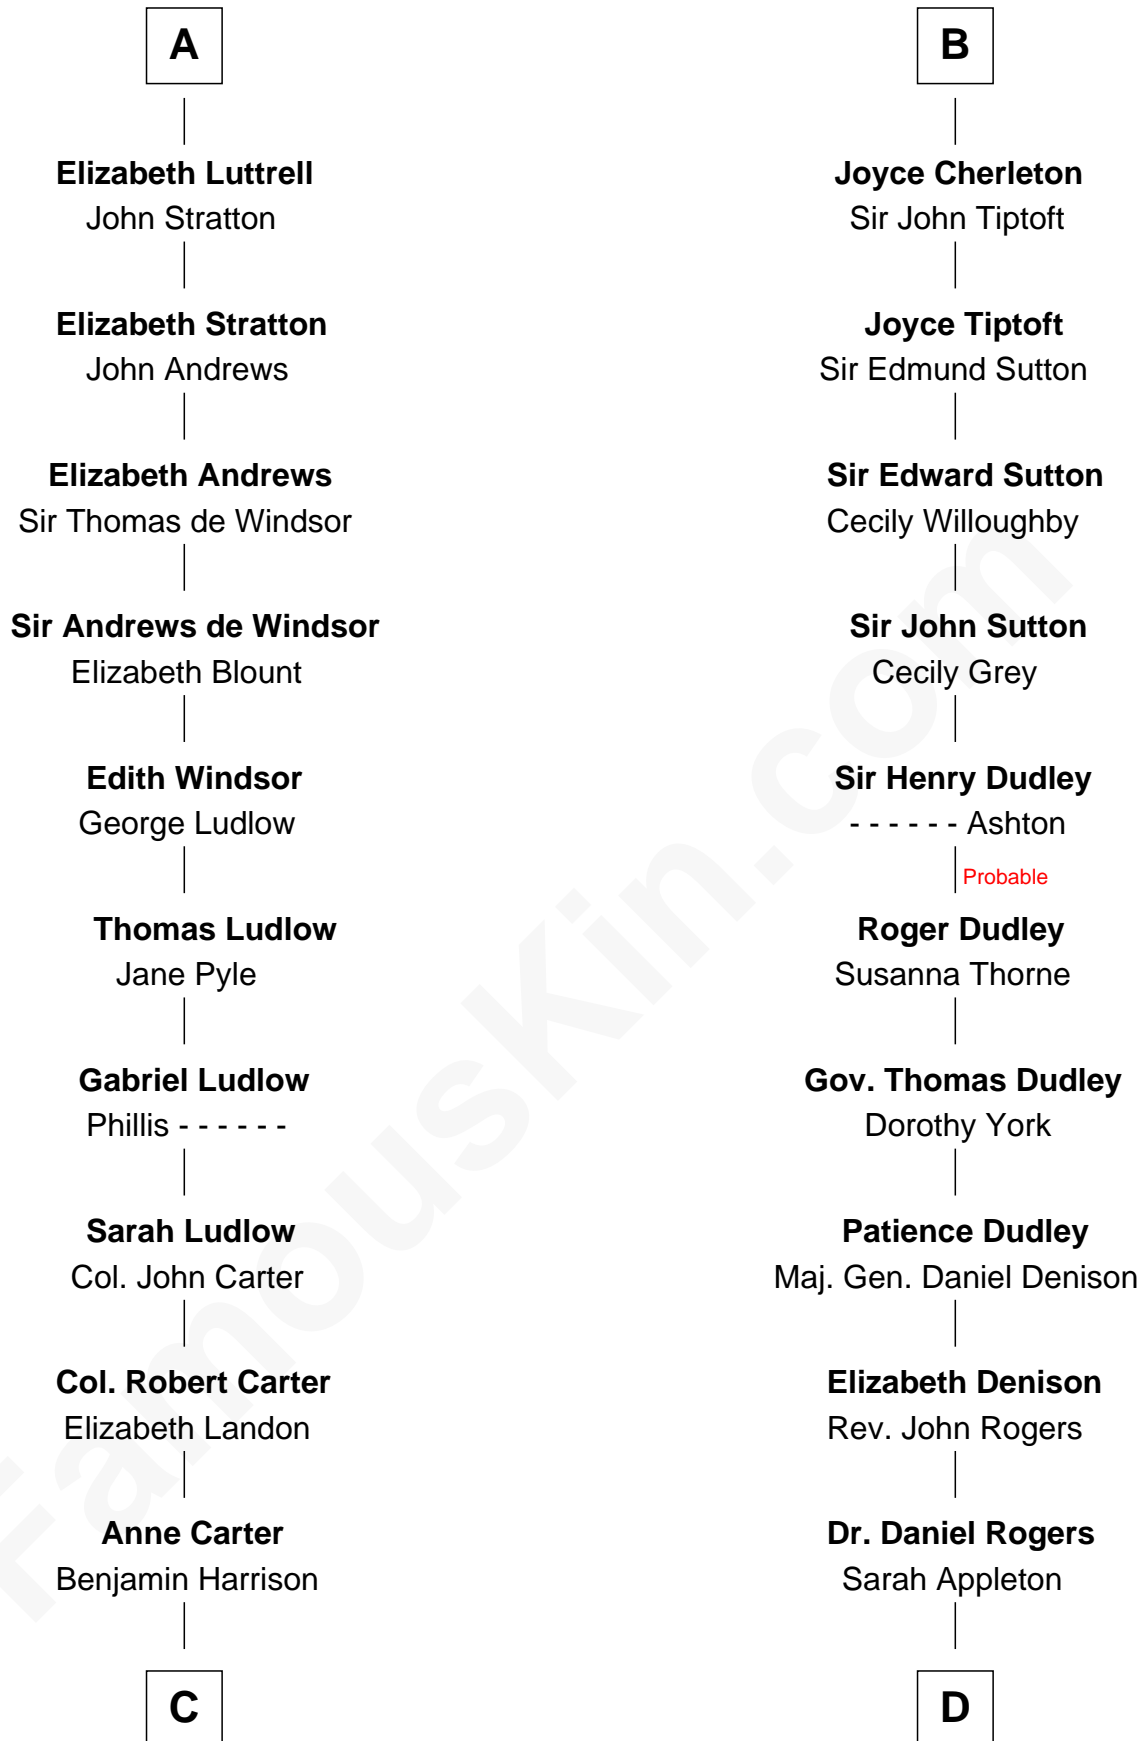 A
Elizabeth Luttrell
John Stratton
Elizabeth Stratton
John Andrews
Elizabeth Andrews
Sir Thomas de Windsor
Sir Andrews de Windsor
Elizabeth Blount
Edith Windsor
George Ludlow
Thomas Ludlow
Jane Pyle
Gabriel Ludlow
Phillis - - - - - -
Sarah Ludlow
Col. John Carter
Col. Robert Carter
Elizabeth Landon
Anne Carter
Benjamin Harrison
C
B
Joyce Cherleton
Sir John Tiptoft
Joyce Tiptoft
Sir Edmund Sutton
Sir Edward Sutton
Cecily Willoughby
Sir John Sutton
Cecily Grey
Sir Henry Dudley
- - - - - - Ashton
Probable
Roger Dudley
Susanna Thorne
Gov. Thomas Dudley
Dorothy York
Patience Dudley
Maj. Gen. Daniel Denison
Elizabeth Denison
Rev. John Rogers
Dr. Daniel Rogers
Sarah Appleton
D
FamousKin.com